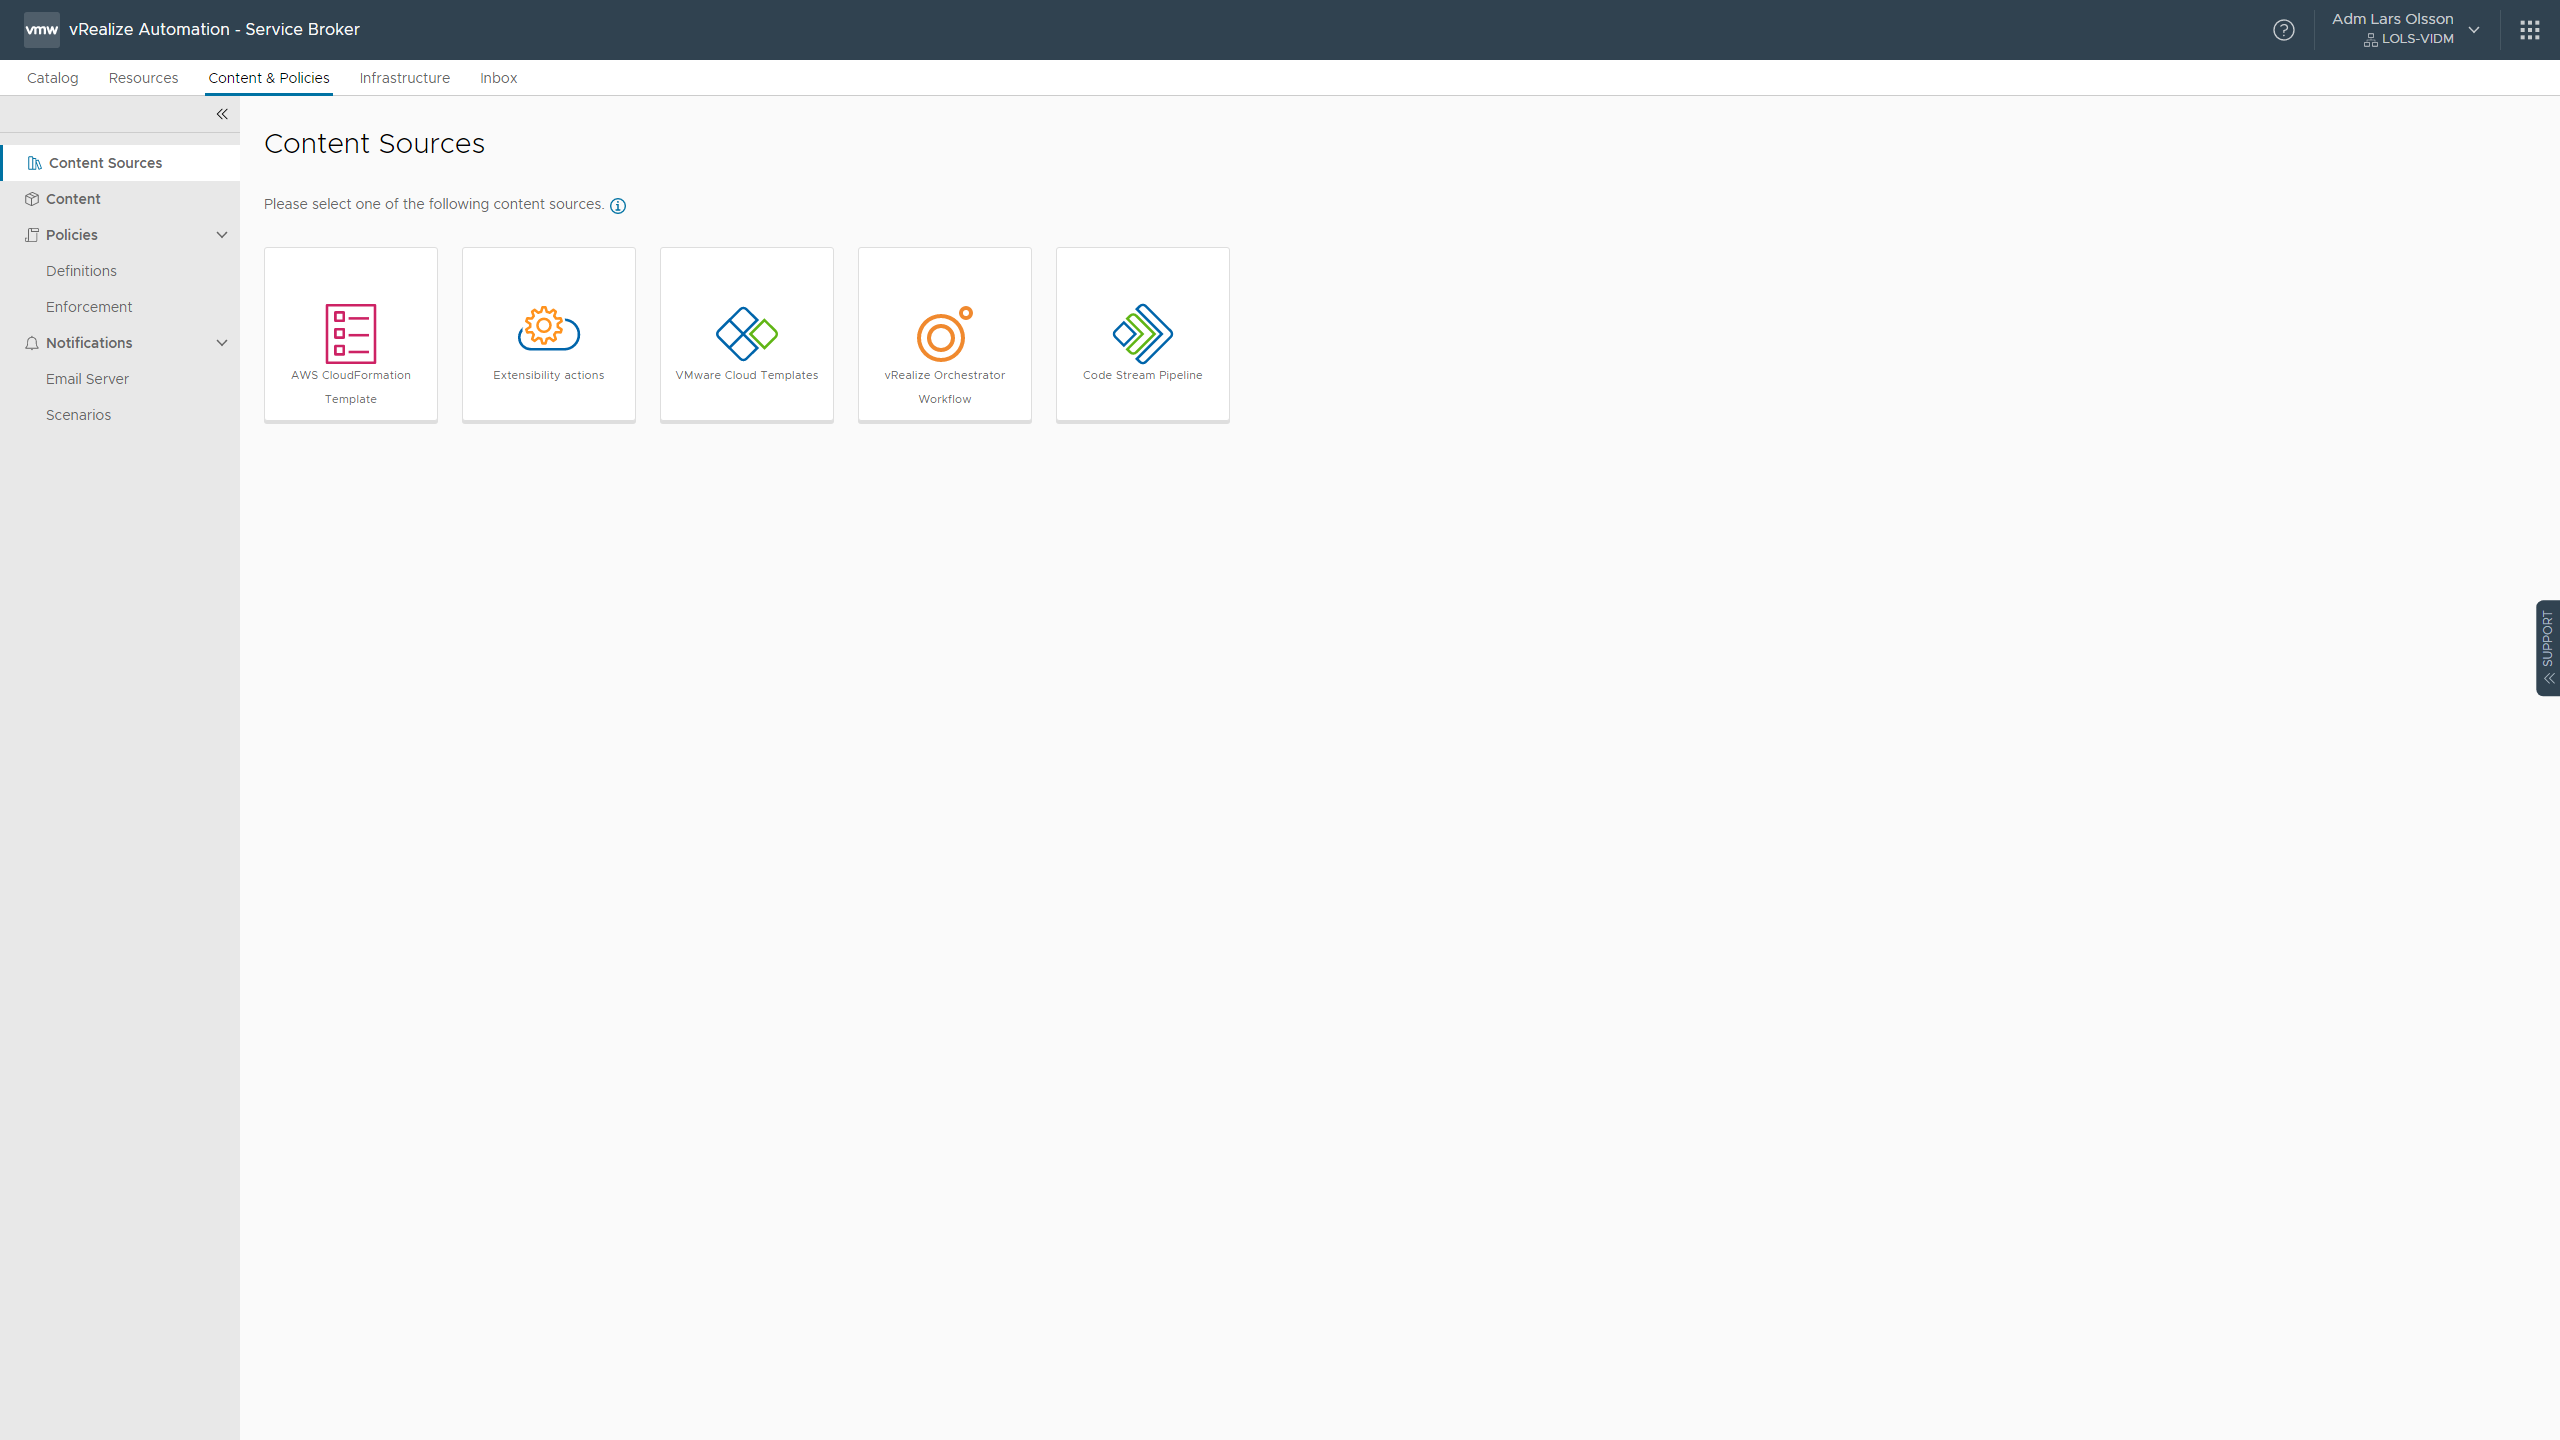 vmw vRealize Automation - Service Broker
Adm Lars Olsson
LOLS-VIDM
Catalog Resources Content & Policies Infrastructure Inbox
Content Sources
Content
Policies
Definitions
Enforcement
Notifications
Email Server
Scenarios
Content Sources
Please select one of the following content sources.
AWS CloudFormation
Template
Extensibility actions
VMware Cloud Templates
vRealize Orchestrator
Workflow
Code Stream Pipeline
SUPPORT